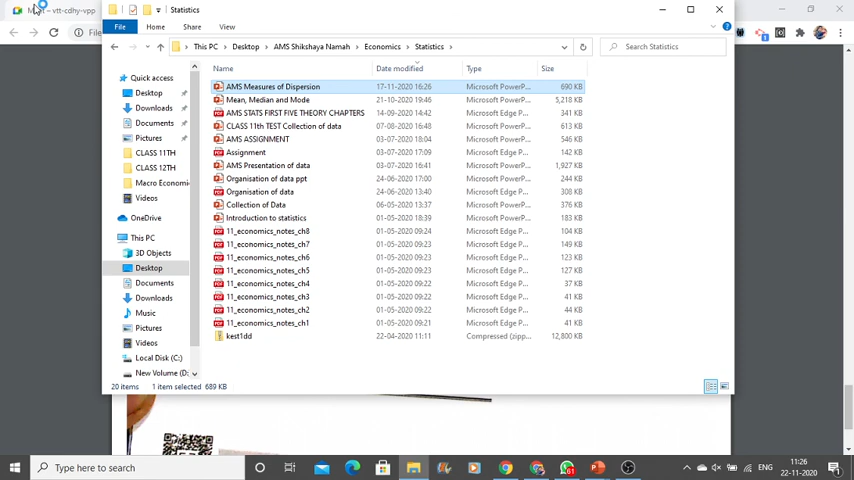 – vtt-cdhy-vpp
Statistics
File Home Share View
This PC > Desktop > AMS Shikshaya Namah > Economics > Statistics >
Search Statistics
Name Date modified Type Size
Quick access
Desktop
Downloads
Documents
Pictures
CLASS 11TH
CLASS 12TH
Macro Economi
Videos
OneDrive
This PC
3D Objects
Desktop
Documents
Downloads
Music
Pictures
Videos
Local Disk (C:)
New Volume (D:
AMS Measures of Dispersion 17-11-2020 16:26 Microsoft PowerP... 690 KB
Mean, Median and Mode 21-10-2020 19:46 Microsoft PowerP... 5,218 KB
AMS STATS FIRST FIVE THEORY CHAPTERS 14-09-2020 14:42 Microsoft Edge P... 341 KB
CLASS 11th TEST Collection of data 07-08-2020 16:48 Microsoft PowerP... 613 KB
AMS ASSIGNMENT 03-07-2020 18:04 Microsoft PowerP... 546 KB
Assignment 03-07-2020 17:09 Microsoft Edge P... 142 KB
AMS Presentation of data 03-07-2020 16:41 Microsoft PowerP... 1,927 KB
Organisation of data ppt 24-06-2020 17:00 Microsoft PowerP... 244 KB
Organisation of data 24-06-2020 13:40 Microsoft Edge P... 308 KB
Collection of Data 06-05-2020 13:37 Microsoft PowerP... 376 KB
Introduction to statistics 01-05-2020 18:39 Microsoft PowerP... 183 KB
11_economics_notes_ch8 01-05-2020 09:24 Microsoft Edge P... 104 KB
11_economics_notes_ch7 01-05-2020 09:23 Microsoft Edge P... 149 KB
11_economics_notes_ch6 01-05-2020 09:23 Microsoft Edge P... 123 KB
11_economics_notes_ch5 01-05-2020 09:23 Microsoft Edge P... 127 KB
11_economics_notes_ch4 01-05-2020 09:22 Microsoft Edge P... 37 KB
11_economics_notes_ch3 01-05-2020 09:22 Microsoft Edge P... 41 KB
11_economics_notes_ch2 01-05-2020 09:22 Microsoft Edge P... 44 KB
11_economics_notes_ch1 01-05-2020 09:21 Microsoft Edge P... 41 KB
kest1dd 22-04-2020 11:11 Compressed (zipp... 12,800 KB
20 items 1 item selected 689 KB
Type here to search
61
ENG
11:26
22-11-2020